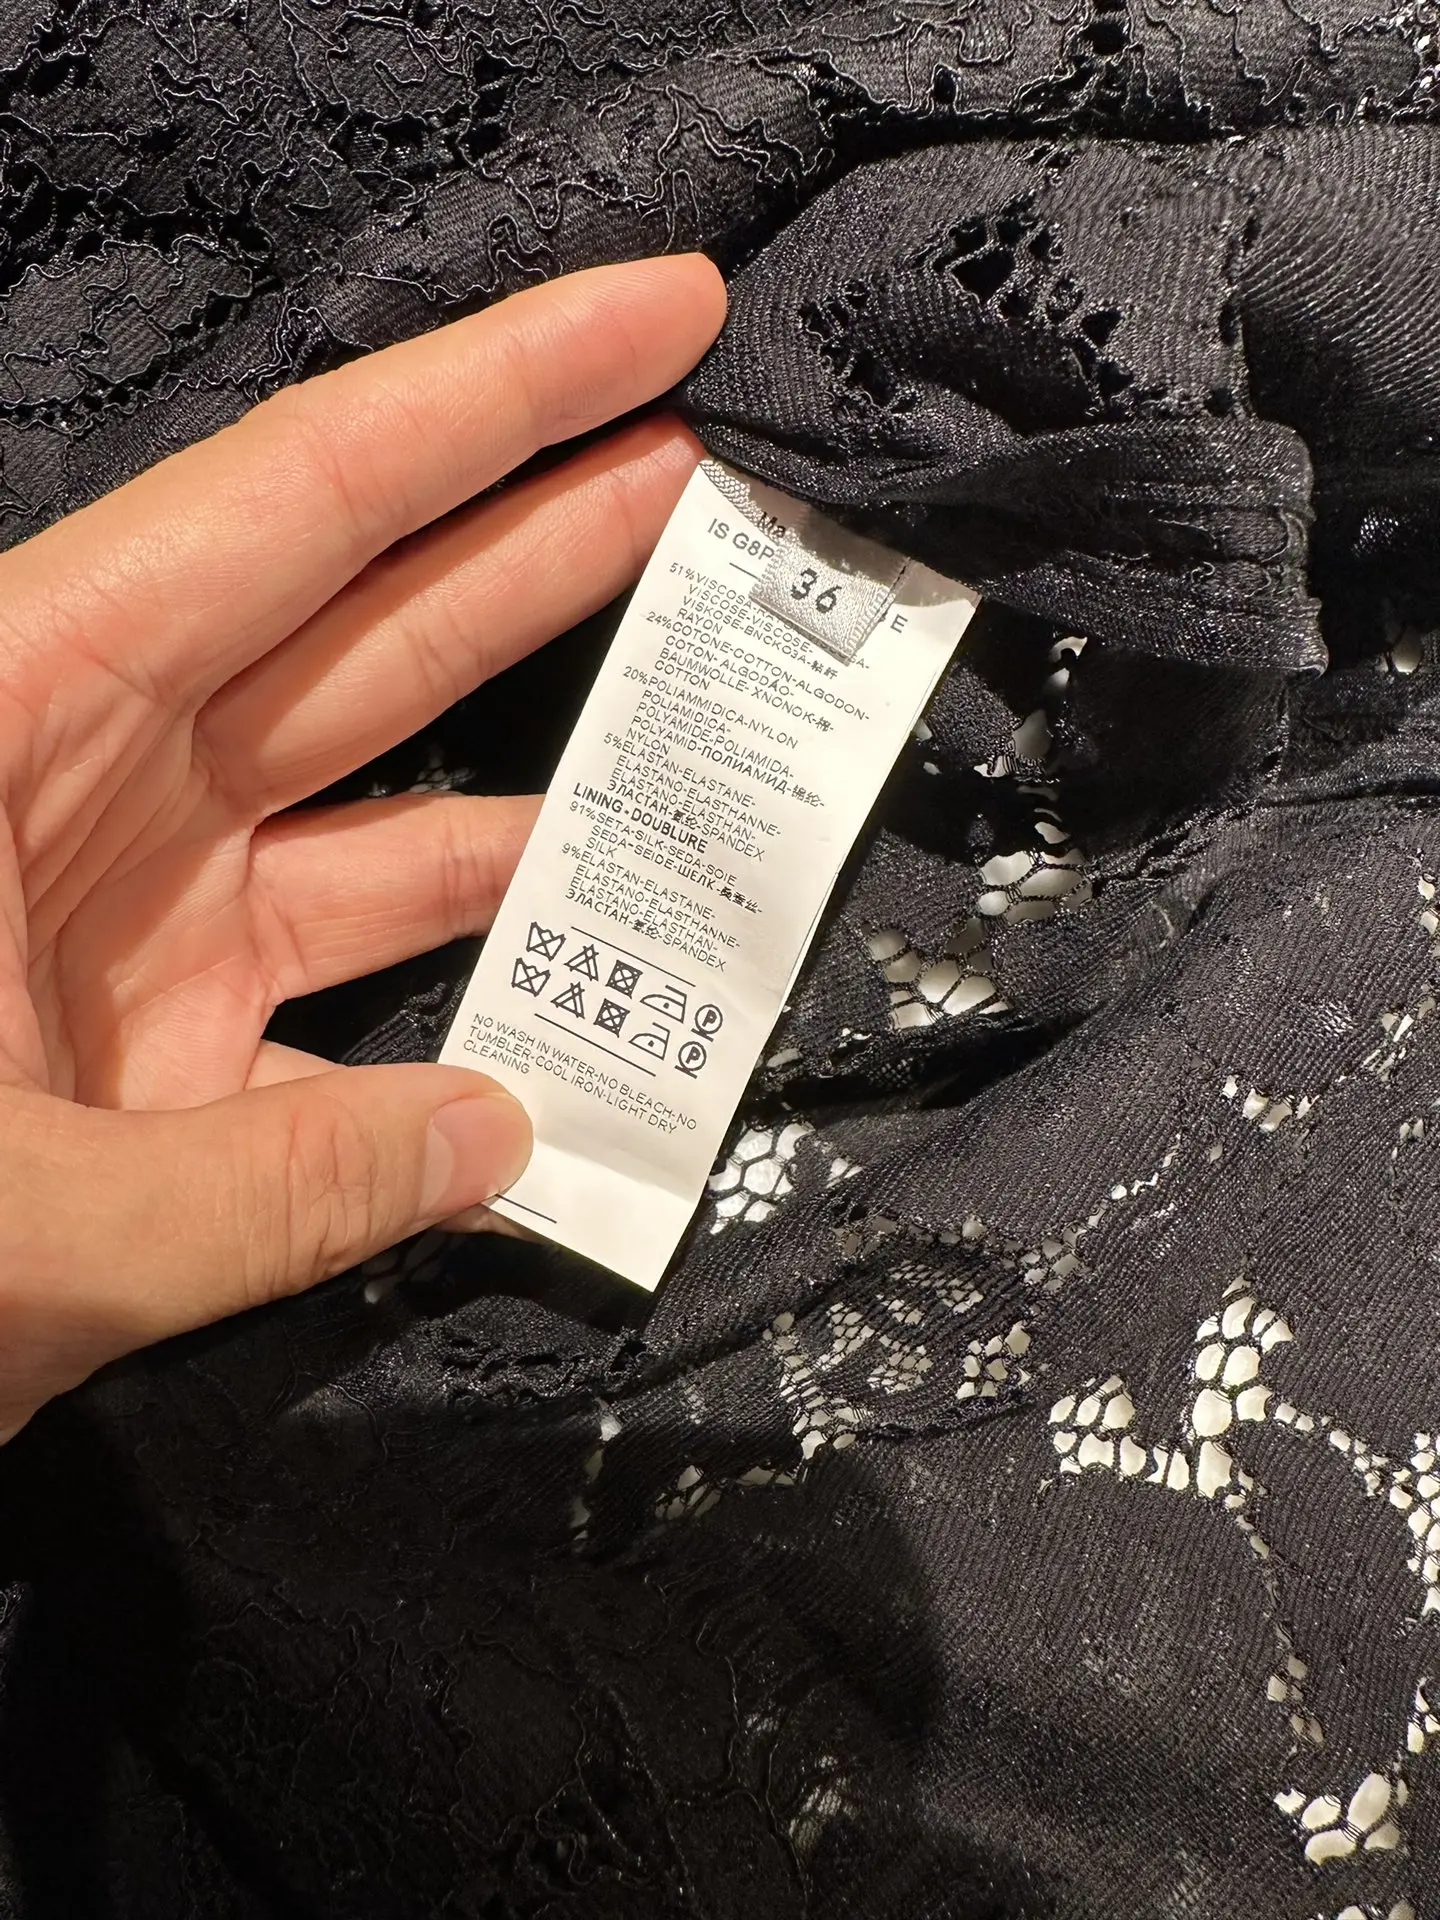 Ma
IS G8P
36
E
51%VISCOSA-
VISCOSE-VISCOSE-
VISKOSE-ВИСКОЗА-粘纤
RAYON
24%COTONE-COTTON-ALGODON-
COTON-ALGODÃO-
BAUMWOLLE-ХЛОПОК-棉-
COTTON
20%POLIAMMIDICA-NYLON
POLIAMIDICA-
POLYAMIDE-POLIAMIDA-
POLYAMID-ПОЛИАМИД-锦纶-
NYLON
5%ELASTAN-ELASTANE-
ELASTANO-ELASTHANNE-
ELASTANO-ELASTHAN-
ЭЛАСТАН-氨纶-SPANDEX
LINING-DOUBLURE
91%SETA-SILK-SEDA-SOIE
SEDA-SEIDE-ШЕЛК-桑蚕丝-
SILK
9%ELASTAN-ELASTANE-
ELASTANO-ELASTHANNE-
ELASTANO-ELASTHAN-
ЭЛАСТАН-氨纶-SPANDEX
P
P
NO WASH IN WATER-NO BLEACH-NO
TUMBLER-COOL IRON-LIGHT DRY
CLEANING